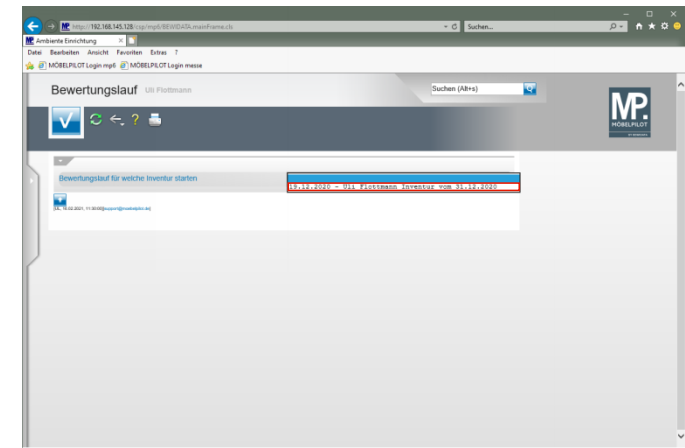 http://192.168.145.128/csp/mp6/BEWIDATA.mainFrame.cls
Suchen...
Ambiente Einrichtung
Datei Bearbeiten Ansicht Favoriten Extras ?
MÖBELPILOT Login mp6 MÖBELPILOT Login messe
Bewertungslauf Uli Flottmann
Suchen (Alt+s)
MP.
MÖBELPILOT
Bewertungslauf für welche Inventur starten
19.12.2020 - Uli Flottmann Inventur vom 31.12.2020